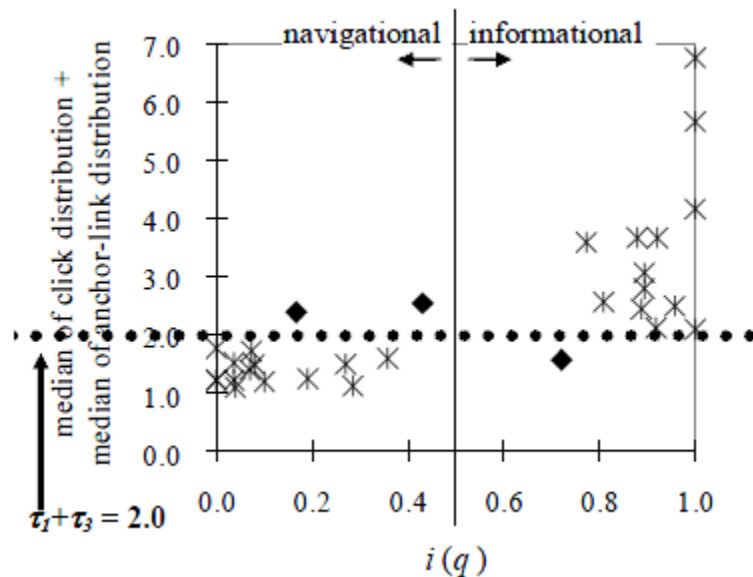 navigational informational
median of click distribution +
median of anchor-link distribution
7.0
6.0
5.0
4.0
3.0
2.0
1.0
0.0
0.0 0.2 0.4 0.6 0.8 1.0
τ1+τ3 = 2.0
i (q)